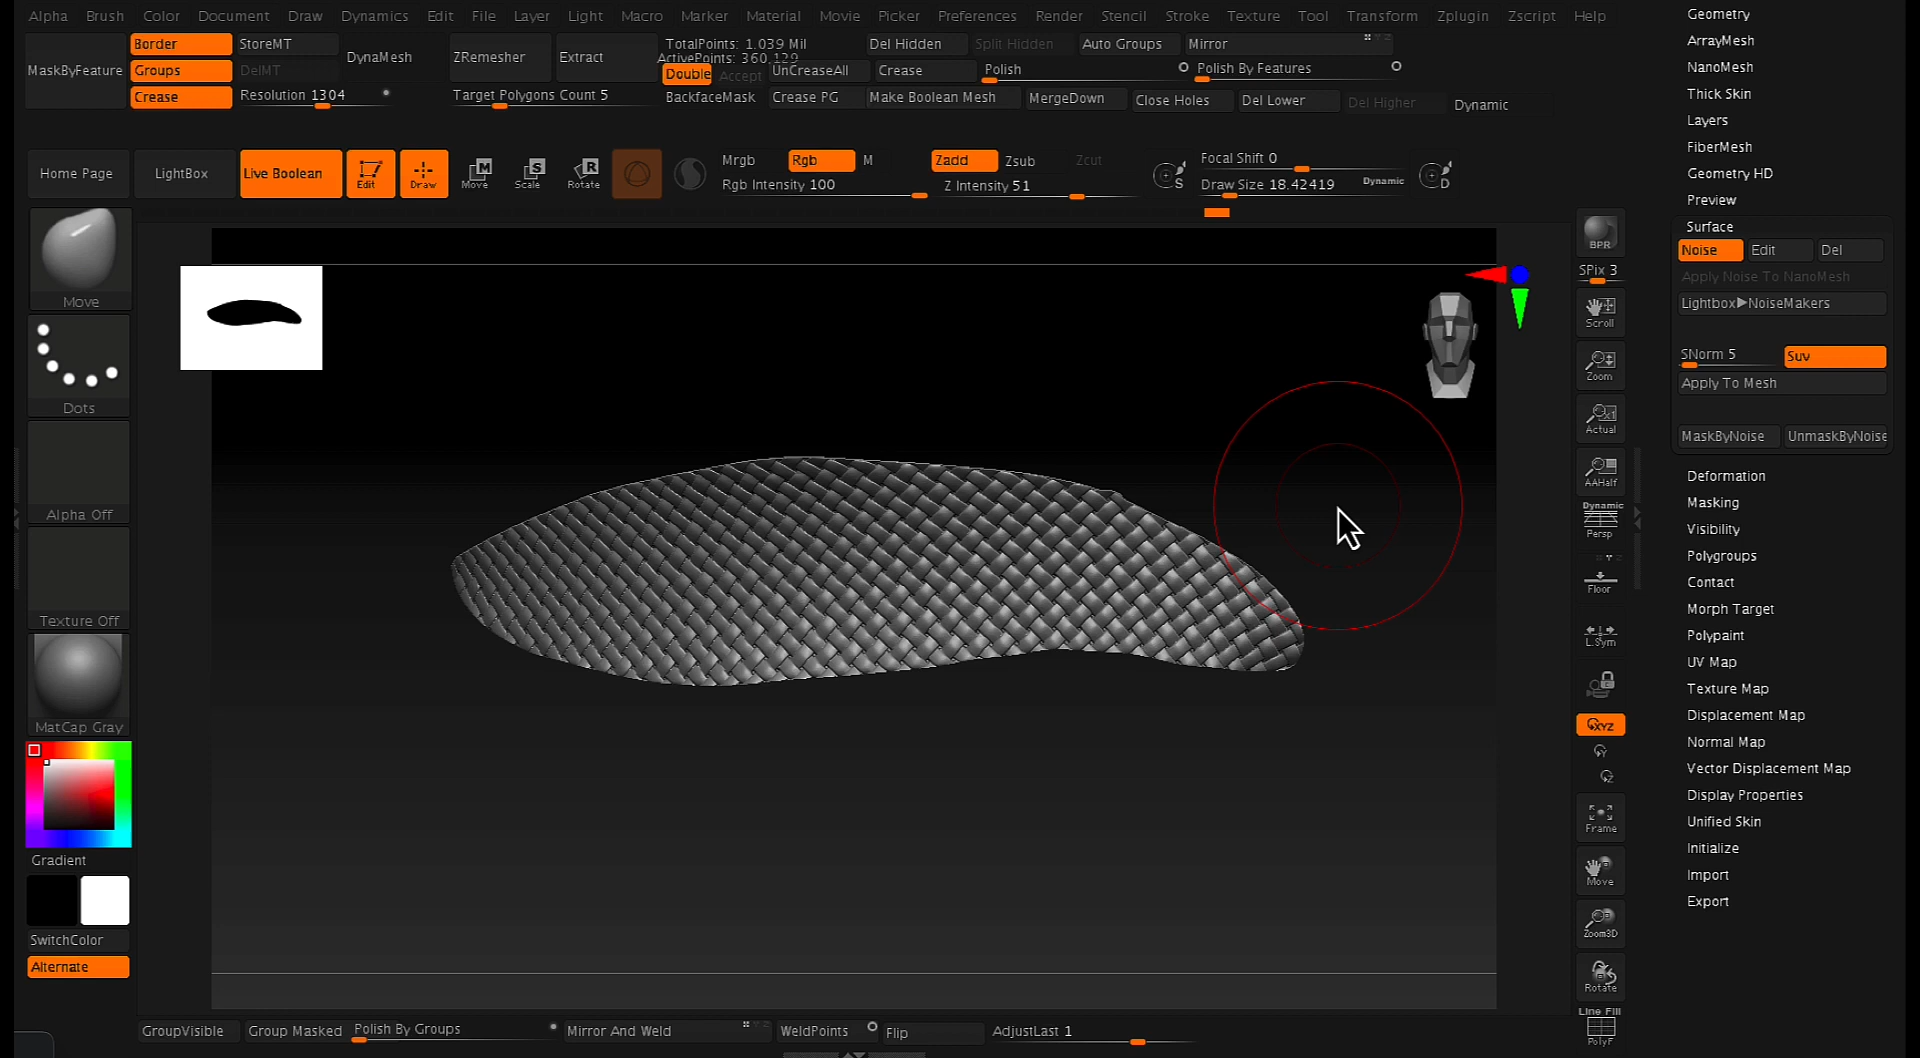 Alpha Brush Color Document Draw Dynamics Edit File Layer Light Macro Marker Material Movie Picker Preferences Render Stencil Stroke Texture Tool Transform Zplugin Zscript Help
MaskByFeature
Border
Groups
Crease
StoreMT
DelMT
Resolution 1304
DynaMesh
ZRemesher
Extract
Target Polygons Count 5
TotalPoints: 1.039 Mil
ActivePoints: 360,129
Double Accept
BackfaceMask
UnCreaseAll
Crease PG
Del Hidden
Crease
Make Boolean Mesh
Split Hidden
Polish
MergeDown
Auto Groups
Close Holes
Mirror
Polish By Features
Del Lower
Del Higher
Dynamic
Home Page
LightBox
Live Boolean
Edit
Draw
Move
Scale
Rotate
Mrgb Rgb M
Rgb Intensity 100
Zadd Zsub Zcut
Z Intensity 51
S
Focal Shift 0
Draw Size 18.42419 Dynamic
D
Move
Dots
Alpha Off
Texture Off
MatCap Gray
Gradient
SwitchColor
Alternate
BPR
SPix 3
Scroll
Zoom
Actual
AAHalf
Dynamic
Persp
Floor
L.Sym
XYZ
Y
Z
Frame
Move
Zoom3D
Rotate
Line Fill
PolyF
Geometry
ArrayMesh
NanoMesh
Thick Skin
Layers
FiberMesh
Geometry HD
Preview
Surface
Noise Edit Del
Apply Noise To NanoMesh
Lightbox▶NoiseMakers
SNorm 5 Suv
Apply To Mesh
MaskByNoise UnmaskByNoise
Deformation
Masking
Visibility
Polygroups
Contact
Morph Target
Polypaint
UV Map
Texture Map
Displacement Map
Normal Map
Vector Displacement Map
Display Properties
Unified Skin
Initialize
Import
Export
GroupVisible Group Masked Polish By Groups Mirror And Weld WeldPoints Flip AdjustLast 1